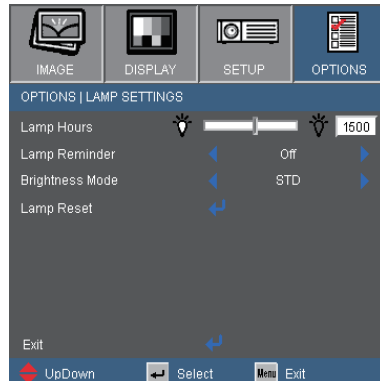 IMAGE DISPLAY SETUP OPTIONS
OPTIONS | LAMP SETTINGS
Lamp Hours 1500
Lamp Reminder Off
Brightness Mode STD
Lamp Reset
Exit
UpDown Select Menu Exit